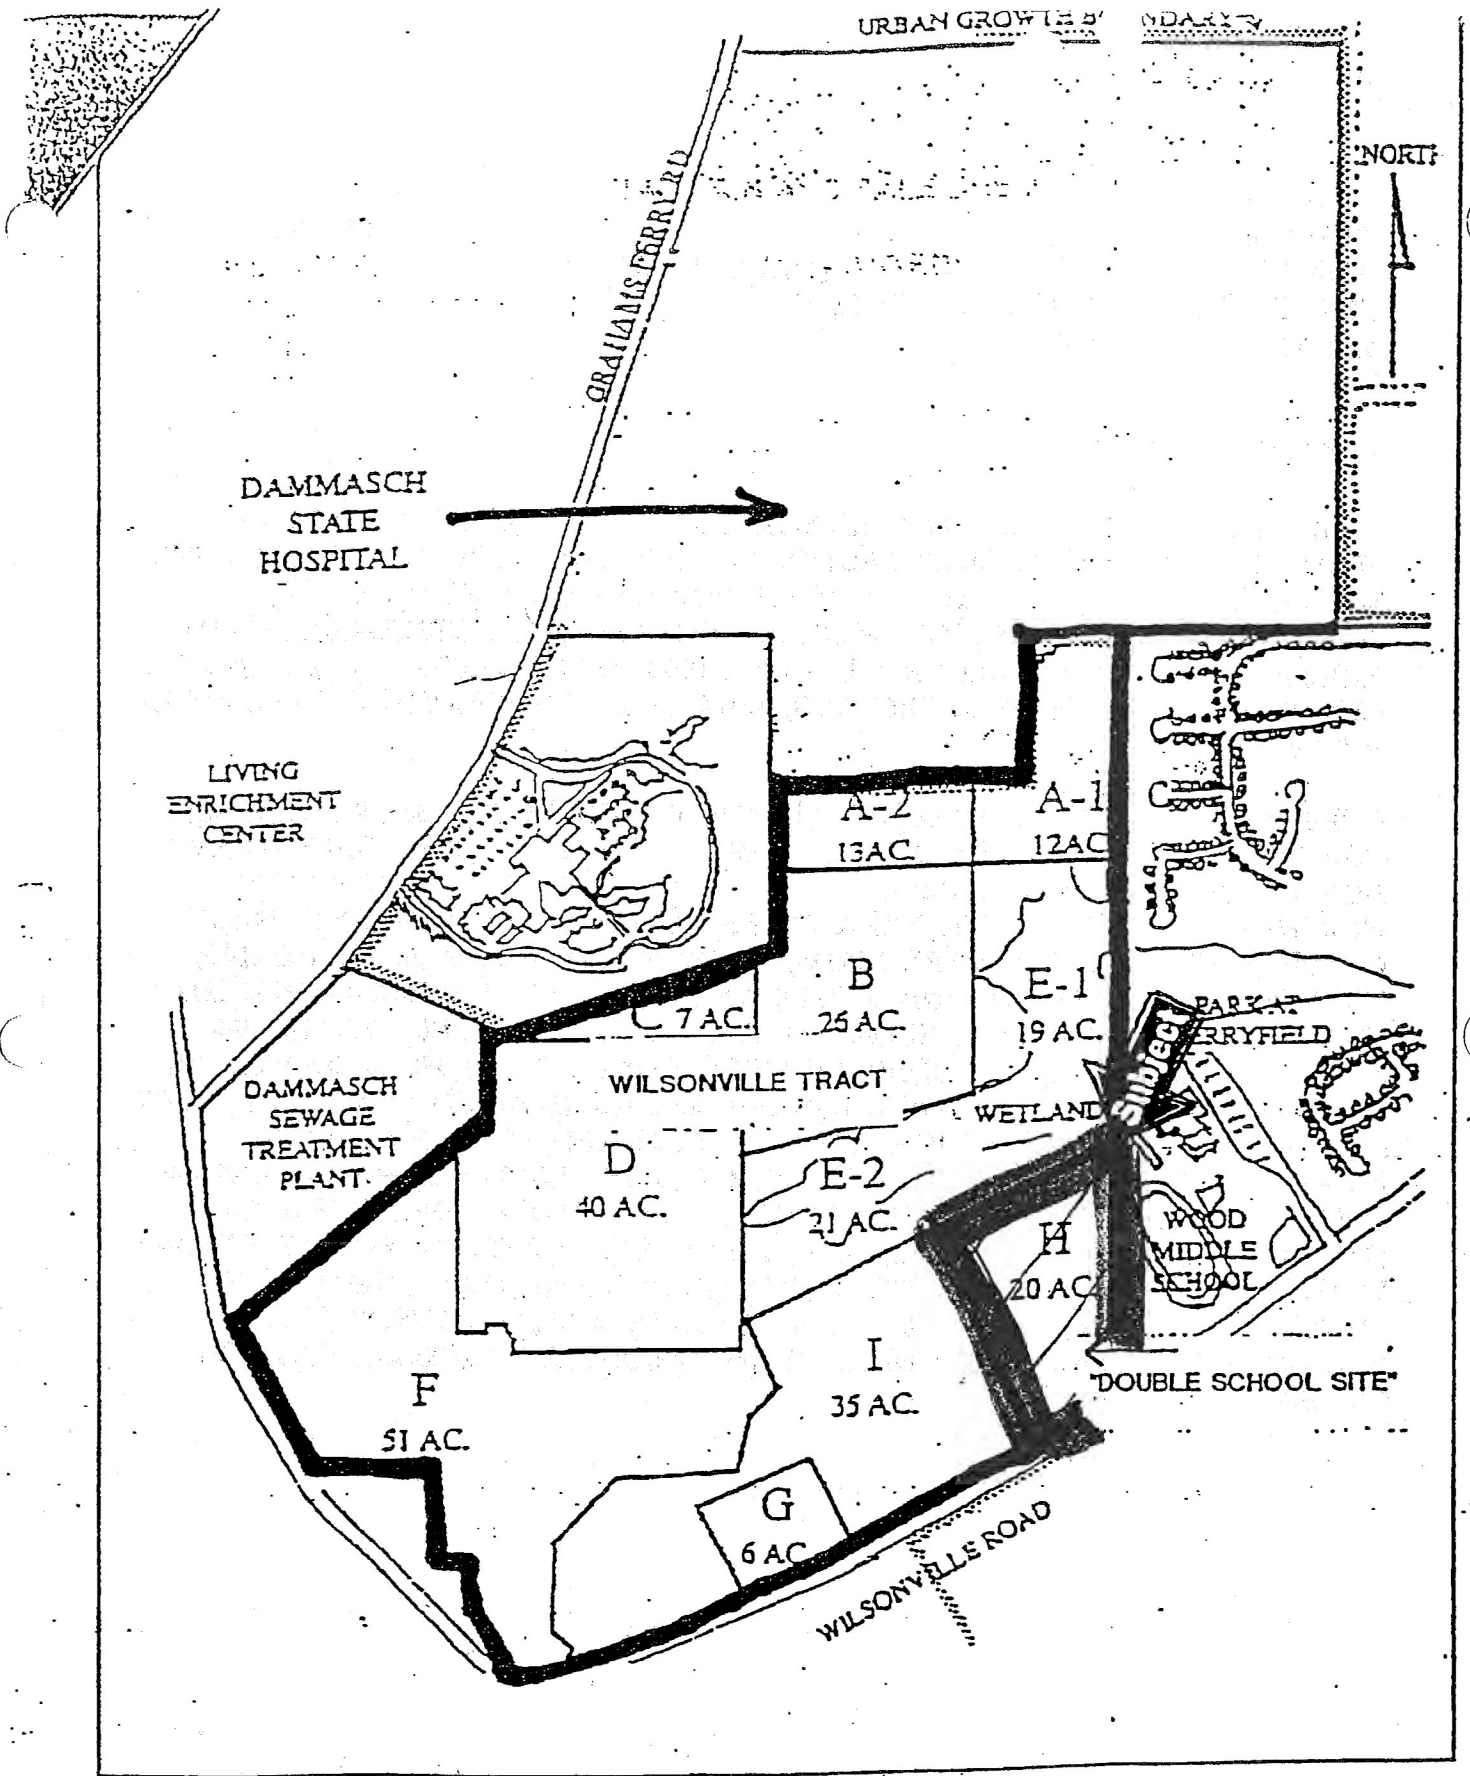 URBAN GROWTH B NDARY
NORTH
GRAHAMS FERRY RD
DAMMASCH
STATE
HOSPITAL
LIVING
ENRICHMENT
CENTER
A-2
13AC.
A-1
12AC
B
25 AC.
E-1
19 AC.
C 7 AC.
PARK AT
ERRYFIELD
Subject
DAMMASCH
SEWAGE
TREATMENT
PLANT.
WILSONVILLE TRACT
WETLAND
D
40 AC.
E-2
21 AC.
H
20 AC
WOOD
MIDDLE
SCHOOL
F
51 AC.
I
35 AC.
"DOUBLE SCHOOL SITE"
G
6 AC
WILSONVILLE ROAD